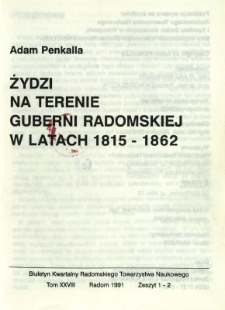 Adam Penkalla
ŻYDZI
NA TERENIE
GUBERNI RADOMSKIEJ
W LATACH 1815 - 1862
Biuletyn Kwartalny Radomskiego Towarzystwa Naukowego
Tom XXVIII Radom 1991 Zeszyt 1 - 2